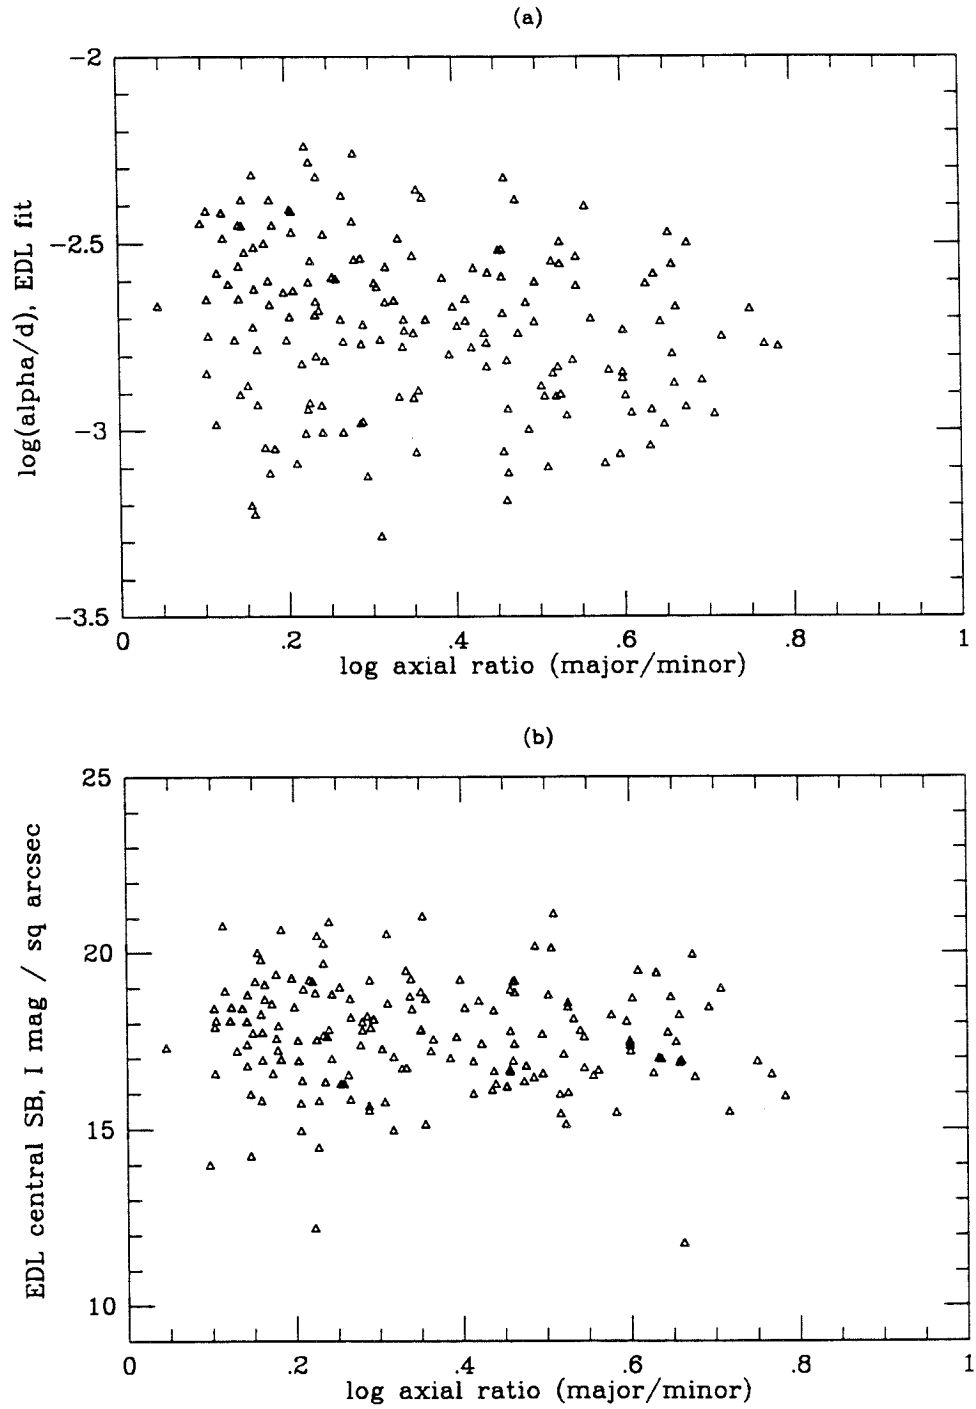 (a)
-2
-2.5
-3
-3.5
log(alpha/d), EDL fit
0 .2 .4 .6 .8 1
log axial ratio (major/minor)
(b)
25
20
15
10
EDL central SB, I mag / sq arcsec
0 .2 .4 .6 .8 1
log axial ratio (major/minor)